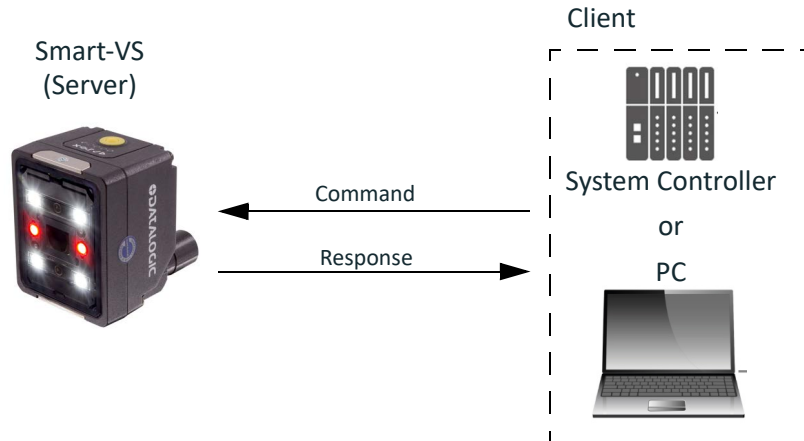 Client
Smart-VS
(Server)
System Controller
Command
or
Response
PC
DATALOGIC